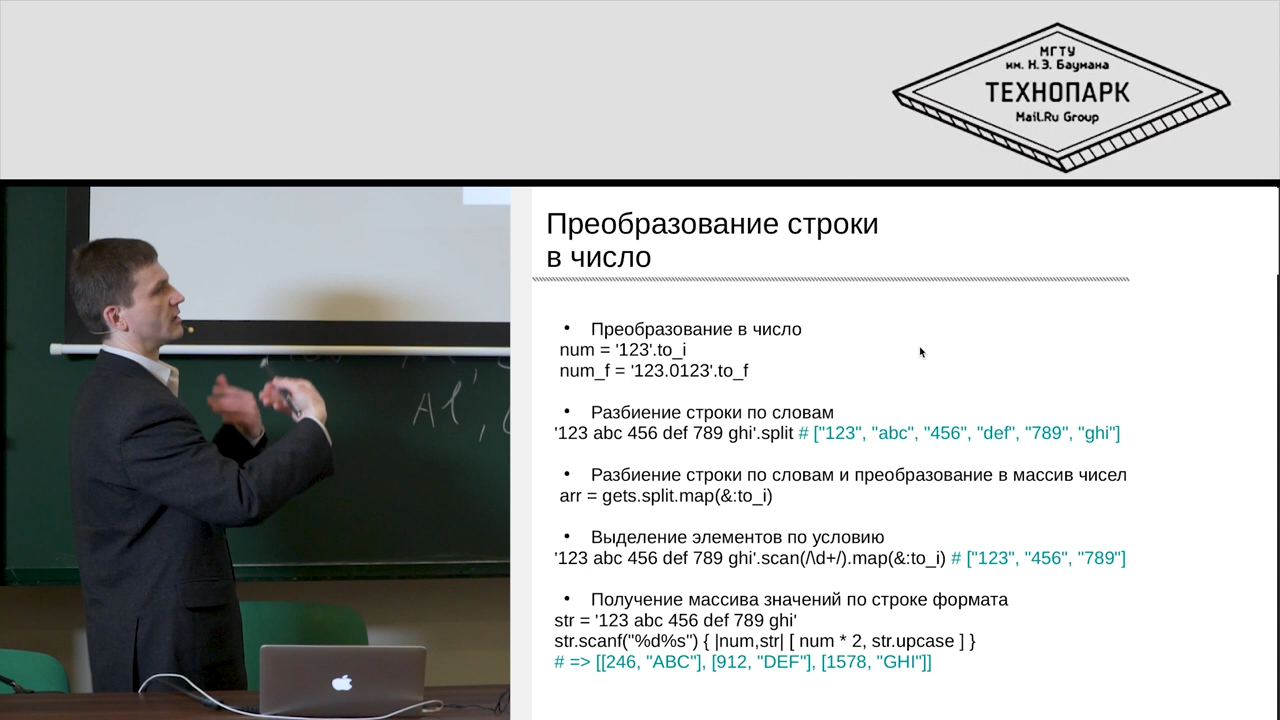 МГТУ
им. Н.Э. Баумана
ТЕХНОПАРК
Mail.Ru Group
Преобразование строки
в число
• Преобразование в число
num = '123'.to_i
num_f = '123.0123'.to_f
• Разбиение строки по словам
'123 abc 456 def 789 ghi'.split # ["123", "abc", "456", "def", "789", "ghi"]
• Разбиение строки по словам и преобразование в массив чисел
arr = gets.split.map(&:to_i)
• Выделение элементов по условию
'123 abc 456 def 789 ghi'.scan(/\d+/).map(&:to_i) # ["123", "456", "789"]
• Получение массива значений по строке формата
str = '123 abc 456 def 789 ghi'
str.scanf("%d%s") { |num,str| [ num * 2, str.upcase ] }
# => [[246, "ABC"], [912, "DEF"], [1578, "GHI"]]